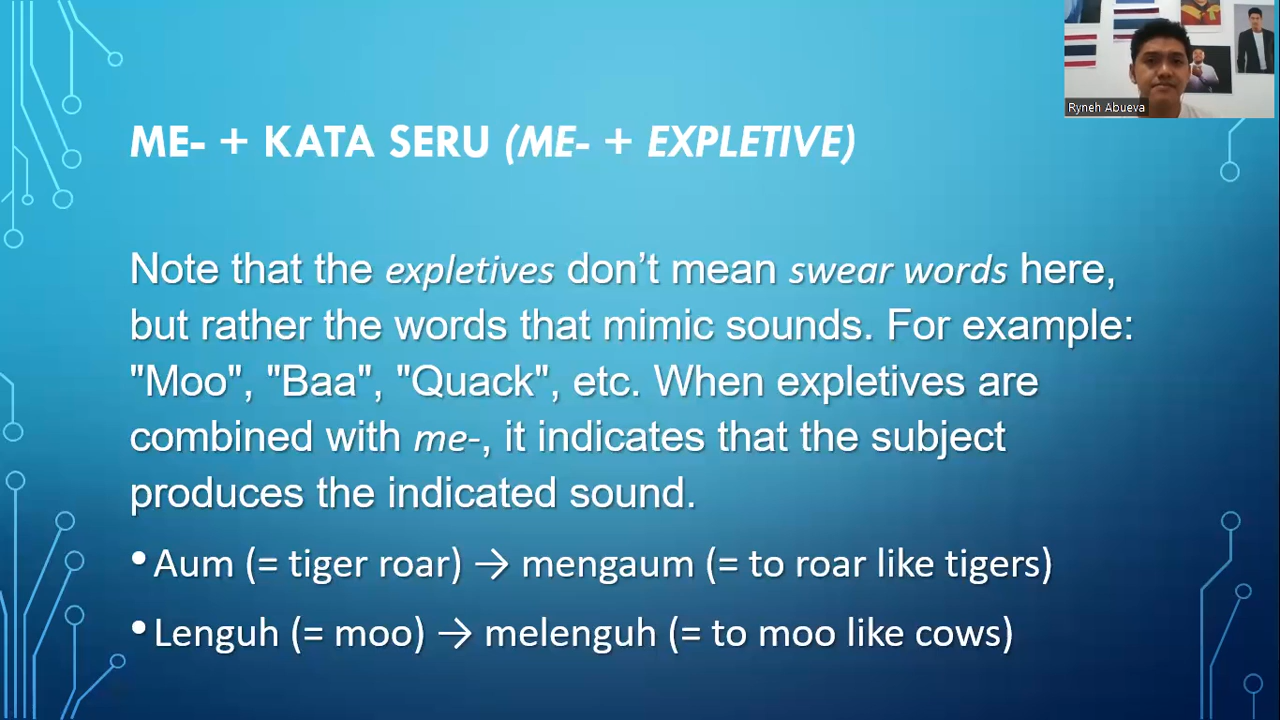 Ryneh Abueva
ME- + KATA SERU (ME- + EXPLETIVE)
Note that the expletives don’t mean swear words here,
but rather the words that mimic sounds. For example:
"Moo", "Baa", "Quack", etc. When expletives are
combined with me-, it indicates that the subject
produces the indicated sound.
•Aum (= tiger roar) → mengaum (= to roar like tigers)
•Lenguh (= moo) → melenguh (= to moo like cows)